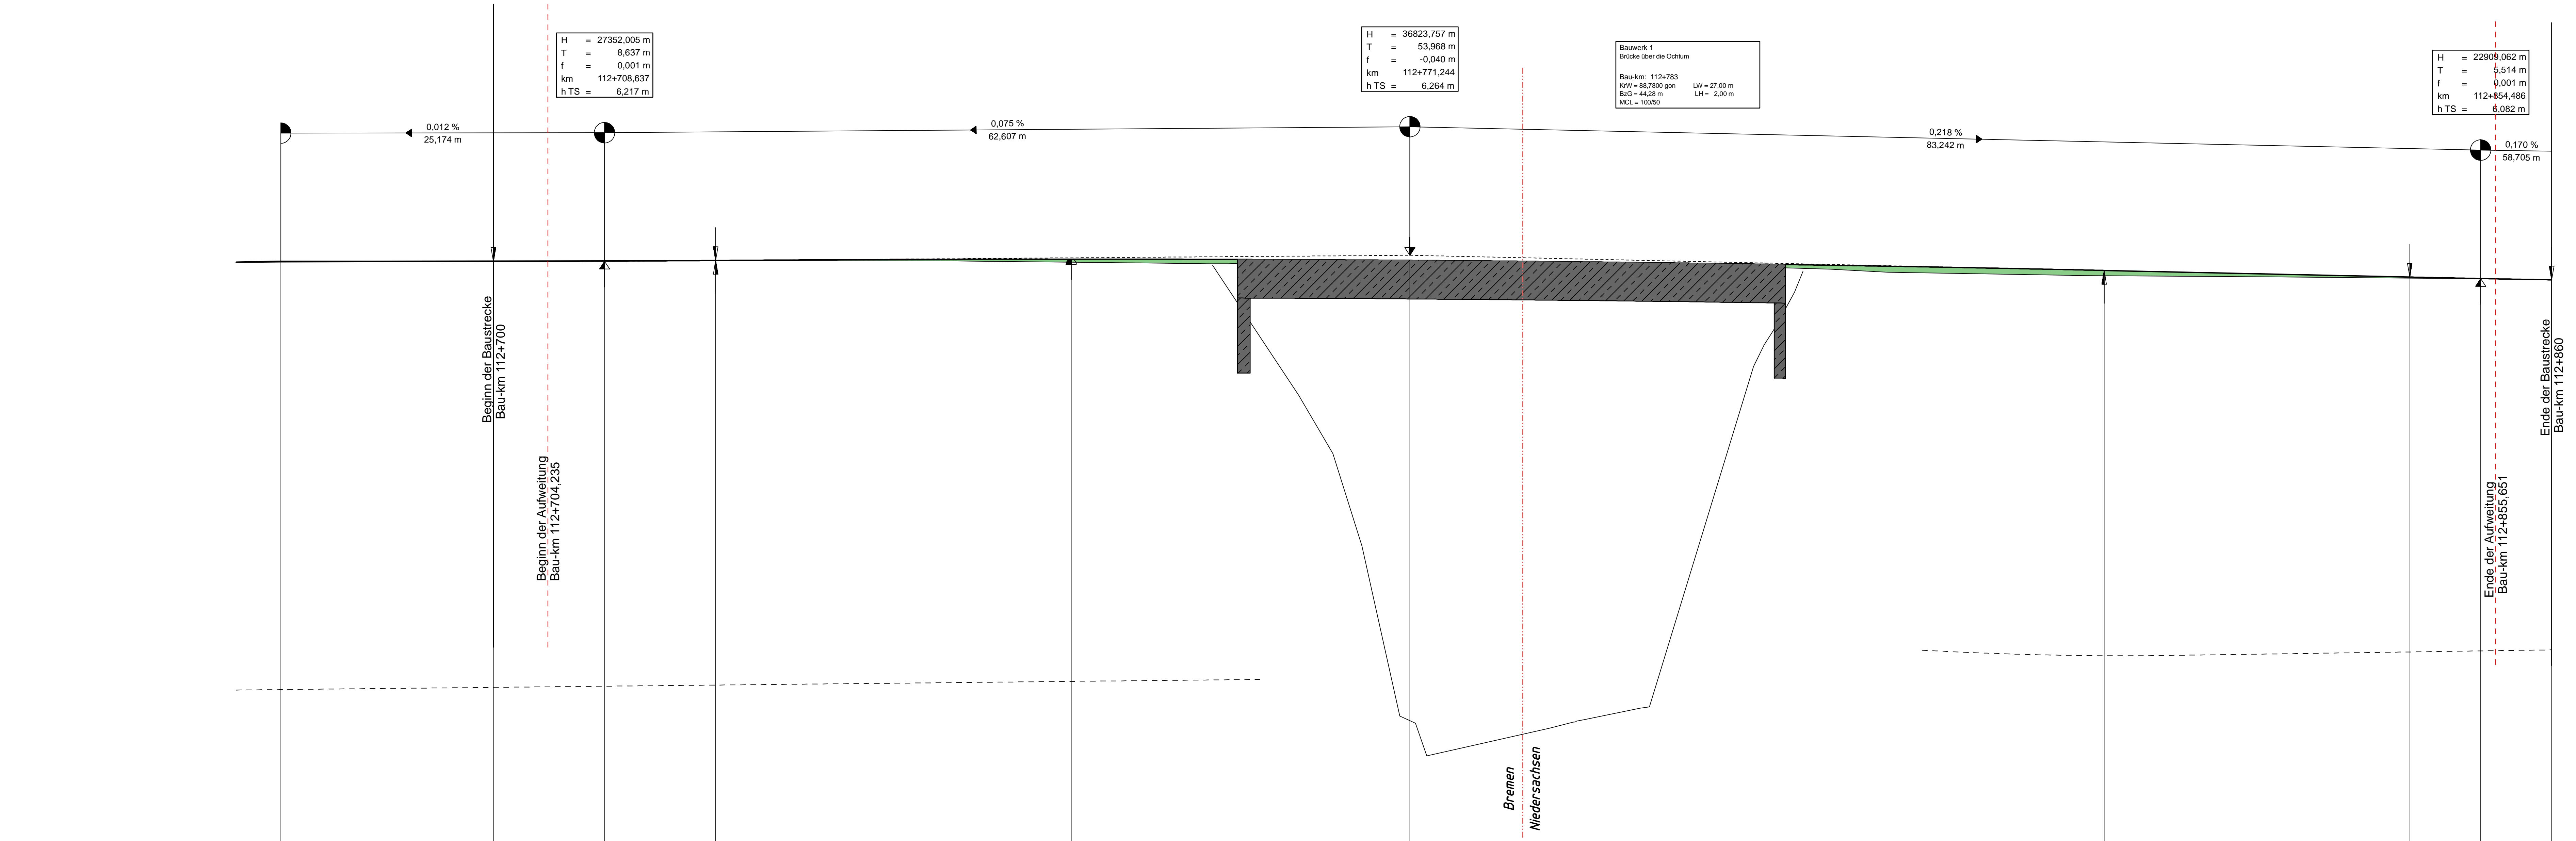 H = 27352,005 m
T = 8,637 m
f = 0,001 m
km 112+708,637
h TS = 6,217 m
H = 36823,757 m
T = 53,968 m
f = -0,040 m
km 112+771,244
h TS = 6,264 m
Bauwerk 1
Brücke über die Ochtum
Bau-km: 112+783
KrW = 88,7800 gon LW = 27,00 m
BzG = 44,28 m LH = 2,00 m
MCL = 100/50
H = 22909,062 m
T = 5,514 m
f = 0,001 m
km 112+854,486
h TS = 6,082 m
0,012 %
25,174 m
0,075 %
62,607 m
0,218 %
83,242 m
0,170 %
58,705 m
Beginn der Baustrecke
Bau-km 112+700
Beginn der Aufweitung
Bau-km 112+704,235
Ende der Aufweitung
Bau-km 112+855,651
Ende der Baustrecke
Bau-km 112+860
Bremen
Niedersachsen